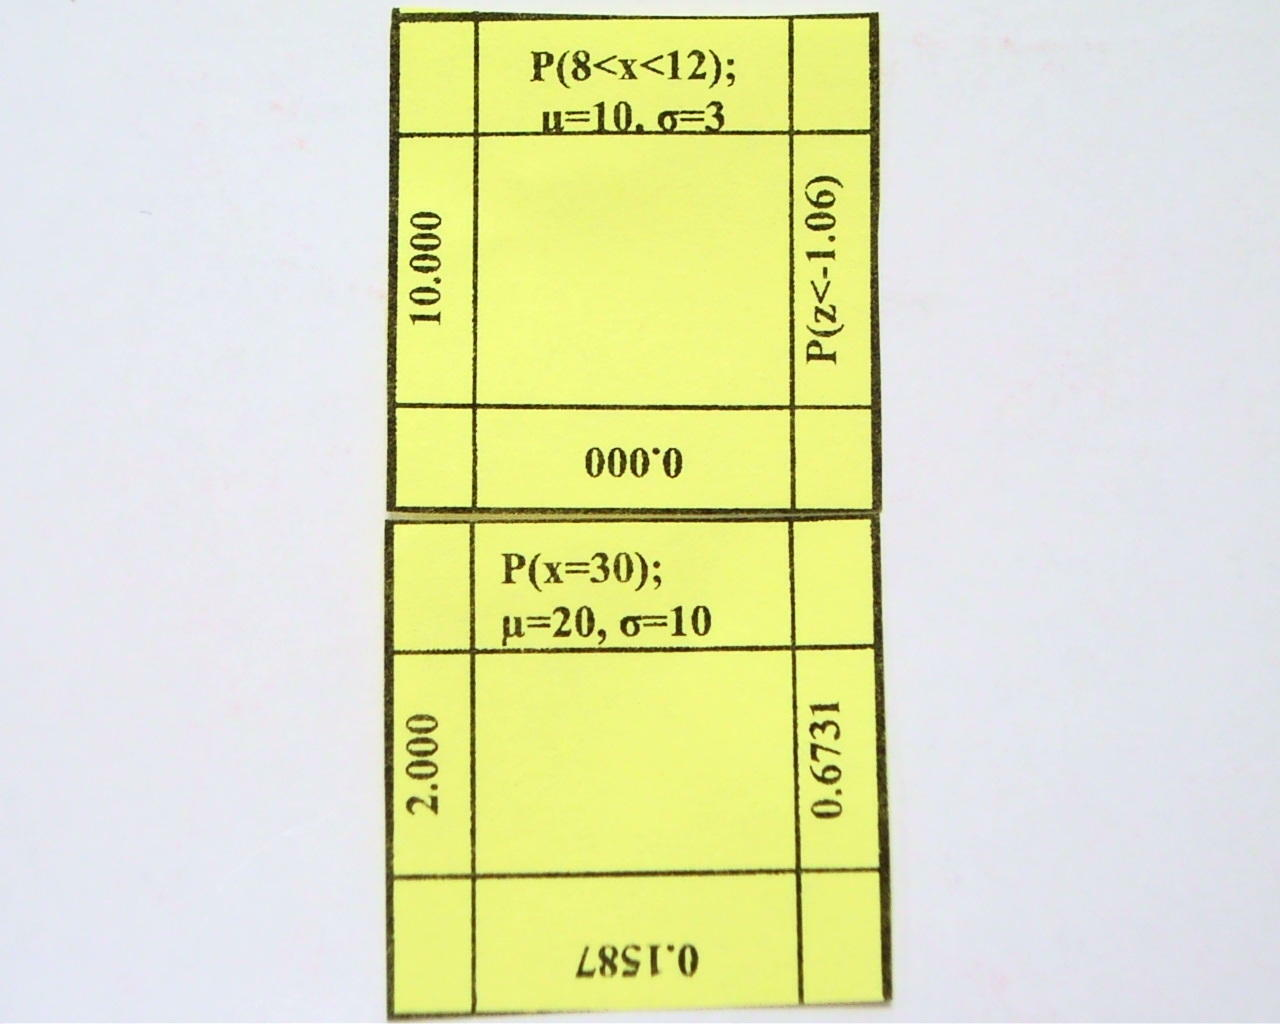 P(8<x<12);
μ=10, σ=3
10.000
P(z<-1.06)
0.000
P(x=30);
μ=20, σ=10
2.000
0.6731
0.1587